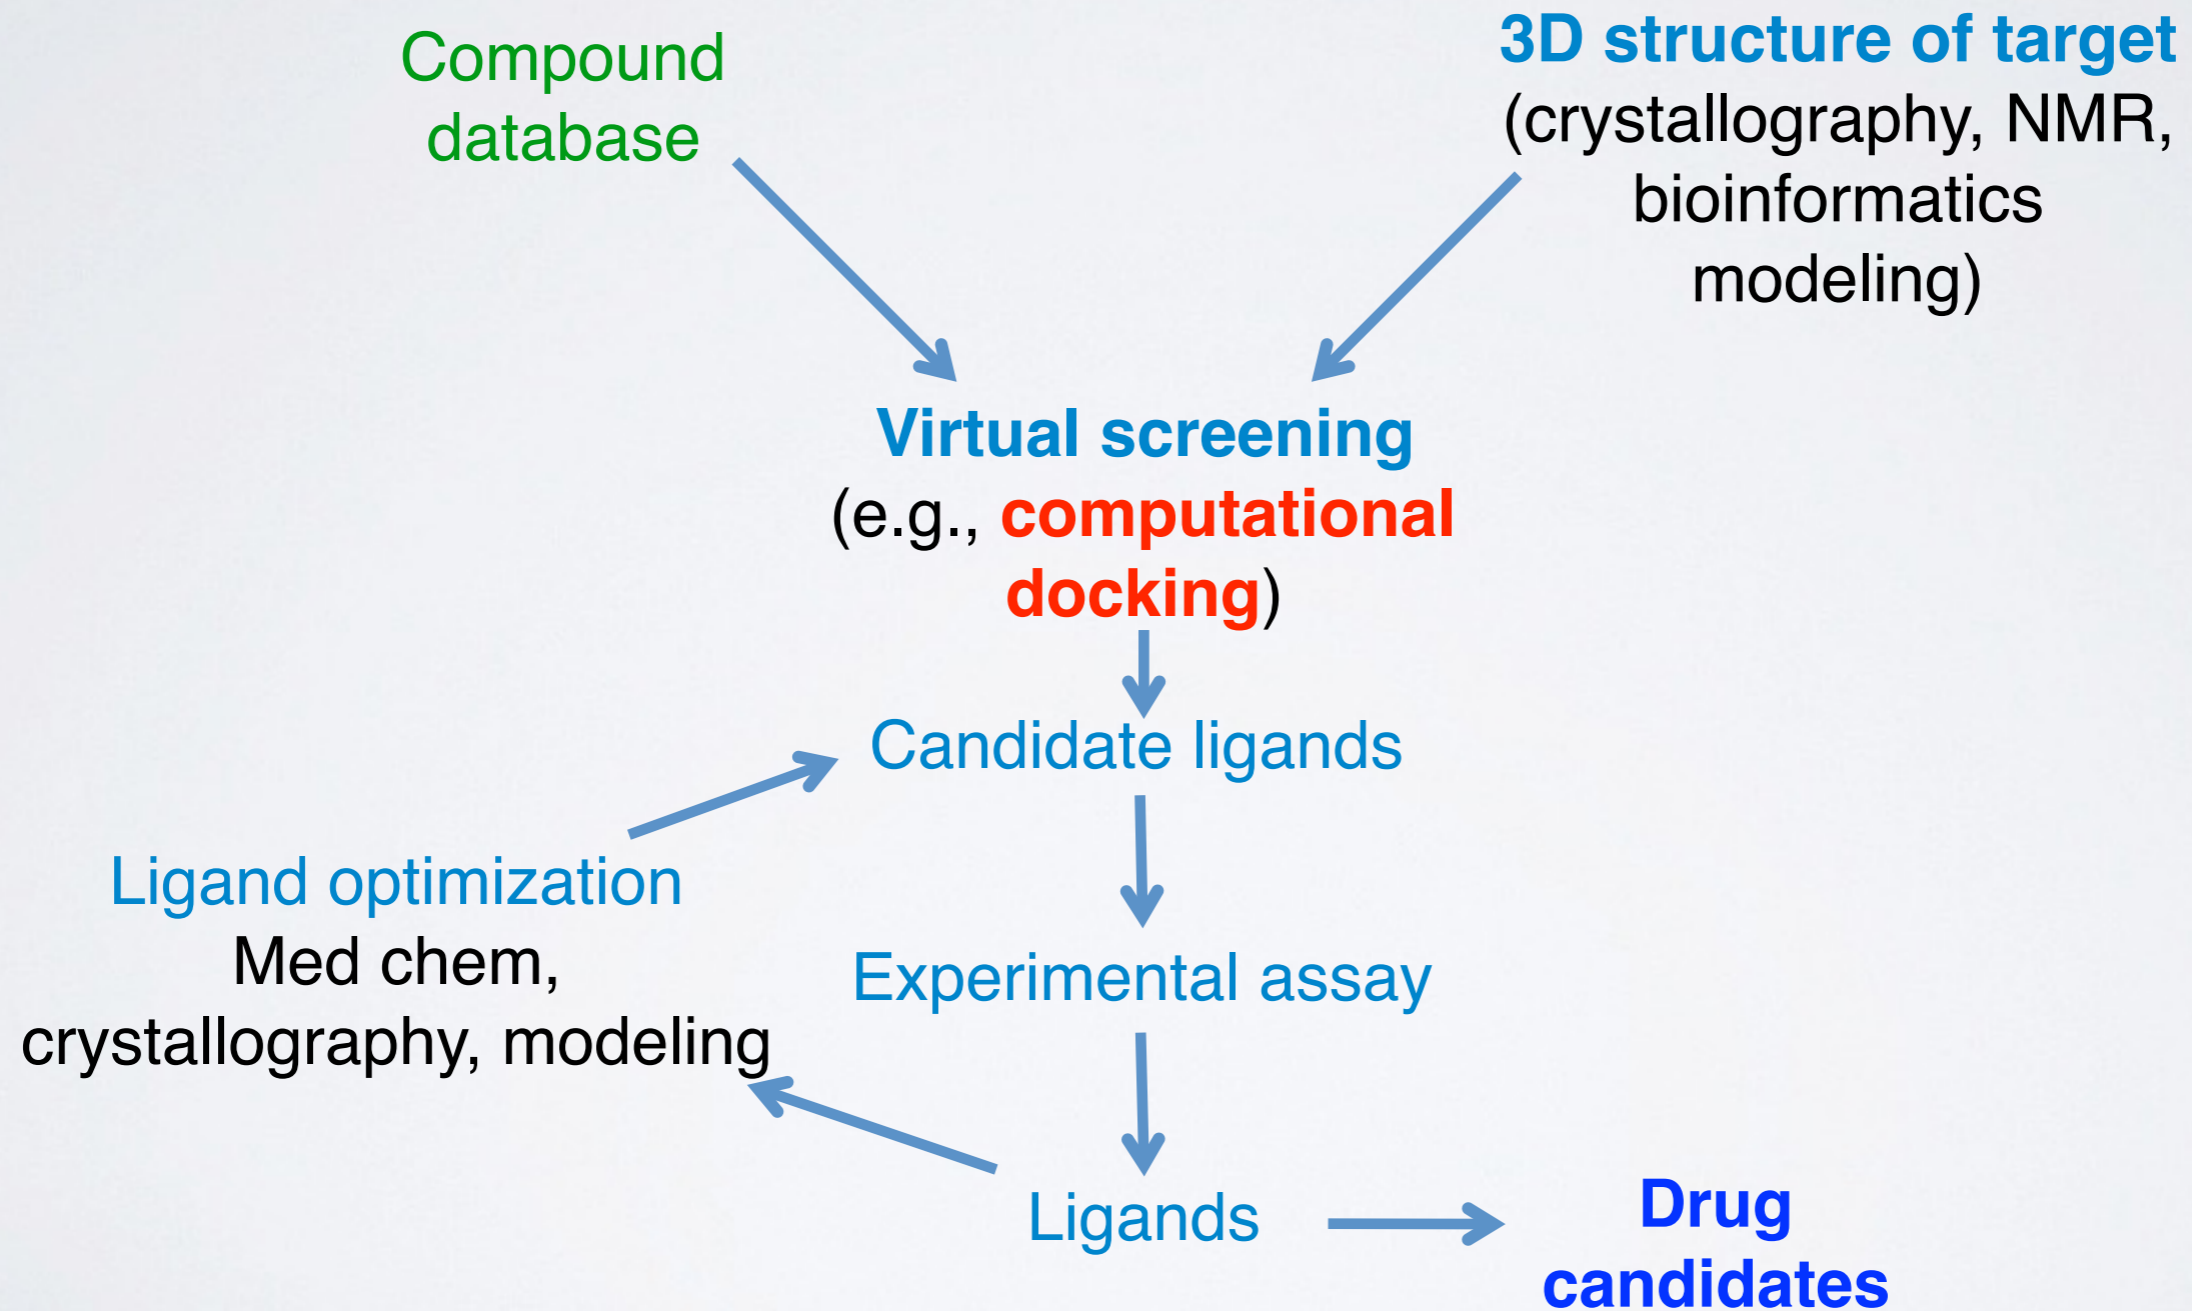 Compound
database
3D structure of target
(crystallography, NMR,
bioinformatics
modeling)
Virtual screening
(e.g., computational
docking)
Candidate ligands
Ligand optimization
Med chem,
crystallography, modeling
Experimental assay
Ligands
Drug
candidates